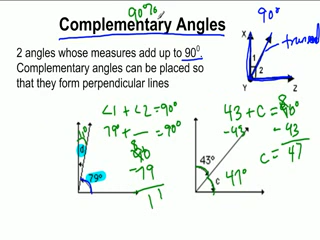 90%
Complementary Angles
90°
2 angles whose measures add up to 90⁰
Complementary angles can be placed so
that they form perpendicular lines
X
1
2
Y
Z
∠1 + ∠2 = 90°
79° + __ = 90°
90
-79
11
79°
43 + C = 90°
-43
- 43
C = 47
43°
47°
c